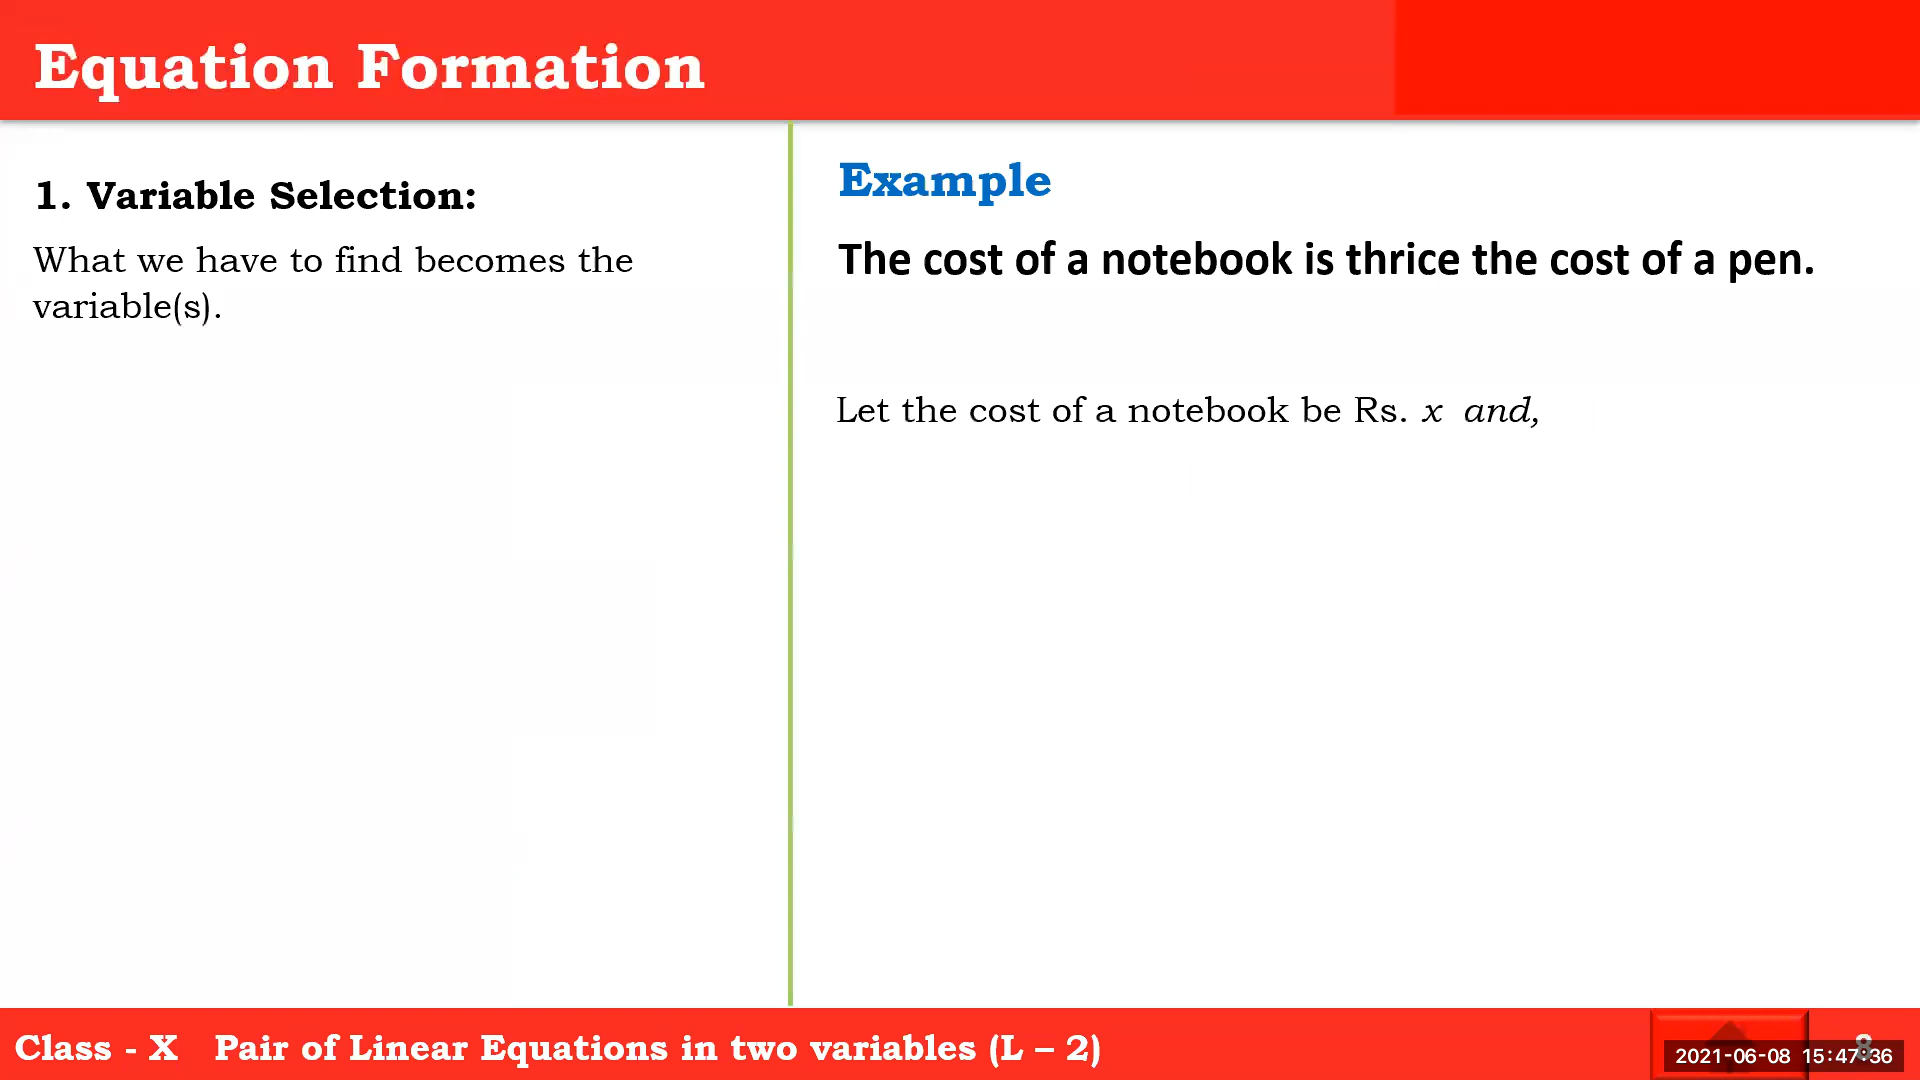 Equation Formation
1. Variable Selection:
What we have to find becomes the
variable(s).
Example
The cost of a notebook is thrice the cost of a pen.
Let the cost of a notebook be Rs. x and,
Class - X Pair of Linear Equations in two variables (L – 2)
8
2021-06-08 15:47:36